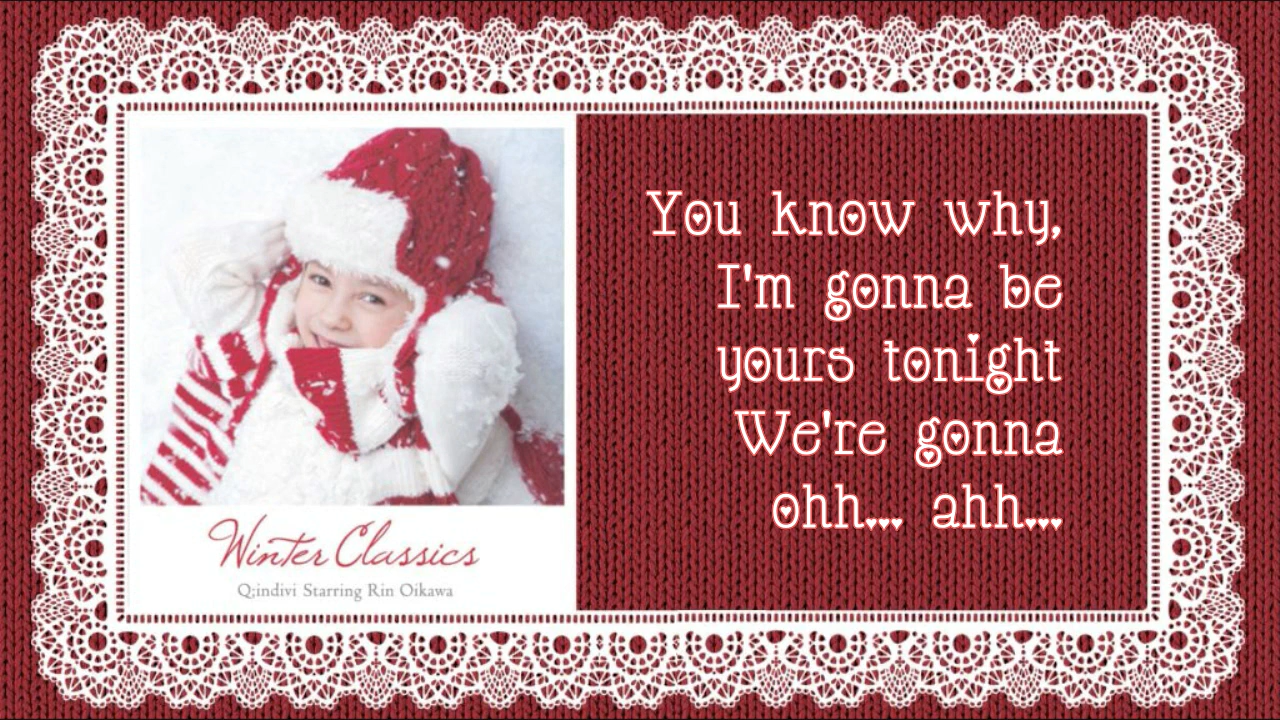 Winter Classics
Q;indivi Starring Rin Oikawa
You know why,
I'm gonna be
yours tonight
We're gonna
ohh... ahh...